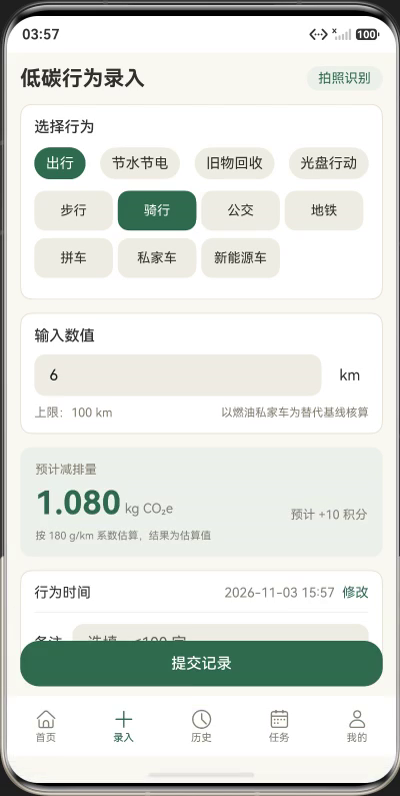 03:57
100
低碳行为录入
拍照识别
选择行为
出行 节水节电 旧物回收 光盘行动
步行 骑行 公交 地铁
拼车 私家车 新能源车
输入数值
6 km
上限：100 km 以燃油私家车为替代基线核算
预计减排量
1.080 kg CO₂e
预计 +10 积分
按 180 g/km 系数估算，结果为估算值
行为时间 2026-11-03 15:57 修改
备注 选填，≤100 字
提交记录
首页 录入 历史 任务 我的